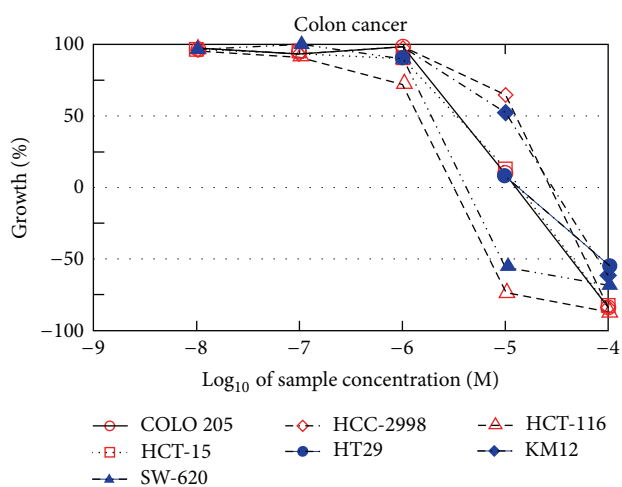 Colon cancer
100
50
0
−50
−100
Growth (%)
−9
−8
−7
−6
−5
−4
Log10 of sample concentration (M)
COLO 205
HCC-2998
HCT-116
HCT-15
HT29
KM12
SW-620